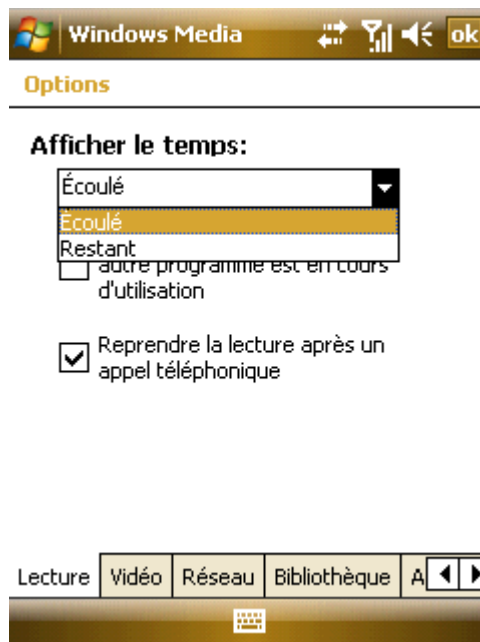 Windows Media
ok
Options
Afficher le temps:
Écoulé
Écoulé
Restant
autre programme est en cours
d'utilisation
Reprendre la lecture après un
appel téléphonique
Lecture Vidéo Réseau Bibliothèque A